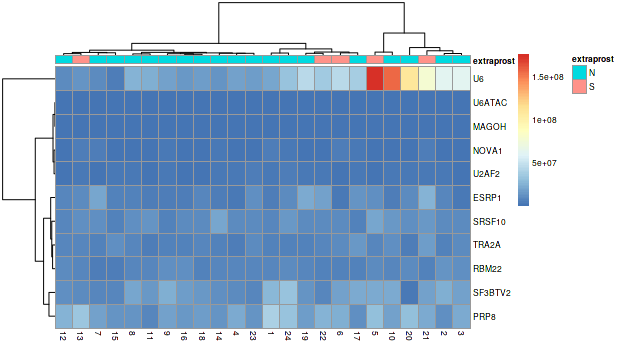 extraprost
extraprost
N
S
U6
U6ATAC
MAGOH
NOVA1
U2AF2
ESRP1
SRSF10
TRA2A
RBM22
SF3BTV2
PRP8
1.5e+08
1e+08
5e+07
12 13 7 15 8 11 9 16 18 14 4 23 1 24 19 22 6 17 5 10 20 21 2 3